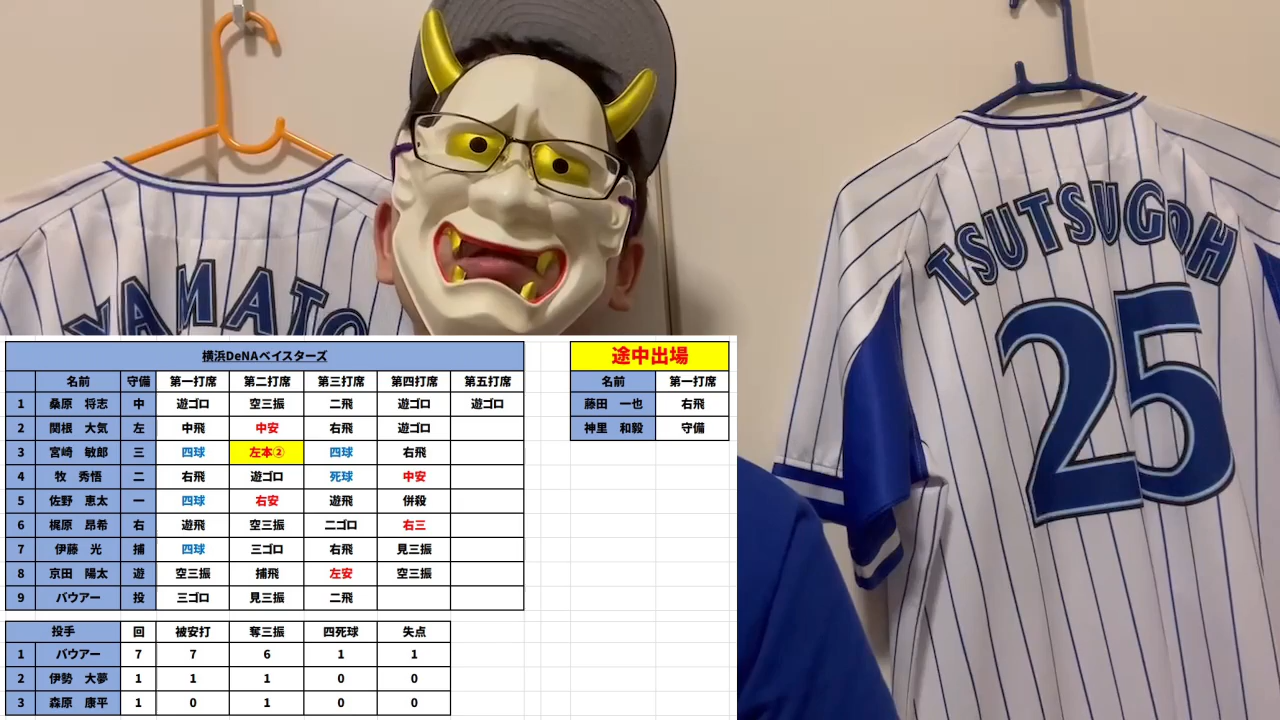 YAMATO
TSUTSUGOH
25
横浜DeNAベイスターズ
名前 守備 第一打席 第二打席 第三打席 第四打席 第五打席
1 桑原 将志 中 遊ゴロ 空三振 二飛 遊ゴロ 遊ゴロ
2 関根 大気 左 中飛 中安 右飛 遊ゴロ
3 宮崎 敏郎 三 四球 左本② 四球 右飛
4 牧 秀悟 二 右飛 遊ゴロ 死球 中安
5 佐野 恵太 一 四球 右安 遊飛 併殺
6 梶原 昂希 右 遊飛 空三振 二ゴロ 右三
7 伊藤 光 捕 四球 三ゴロ 右飛 見三振
8 京田 陽太 遊 空三振 捕飛 左安 空三振
9 バウアー 投 三ゴロ 見三振 二飛
途中出場
名前 第一打席
藤田 一也 右飛
神里 和毅 守備
投手 回 被安打 奪三振 四死球 失点
1 バウアー 7 7 6 1 1
2 伊勢 大夢 1 1 1 0 0
3 森原 康平 1 0 1 0 0